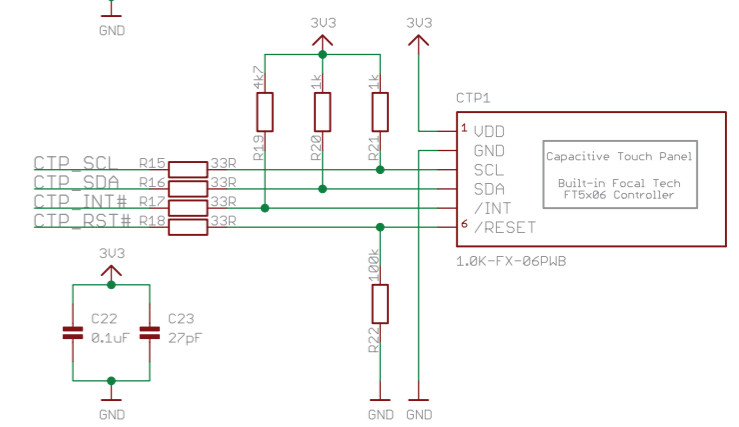 GND
3V3
3V3
4k7
1k
1k
R19
R20
R21
CTP1
1 VDD
GND
SCL
SDA
/INT
6 /RESET
Capacitive Touch Panel
Built-in Focal Tech
FT5x06 Controller
1.0K-FX-06PWB
CTP_SCL R15 33R
CTP_SDA R16 33R
CTP_INT# R17 33R
CTP_RST# R18 33R
3V3
C22
0.1uF
C23
27pF
GND
100k
R22
GND
GND